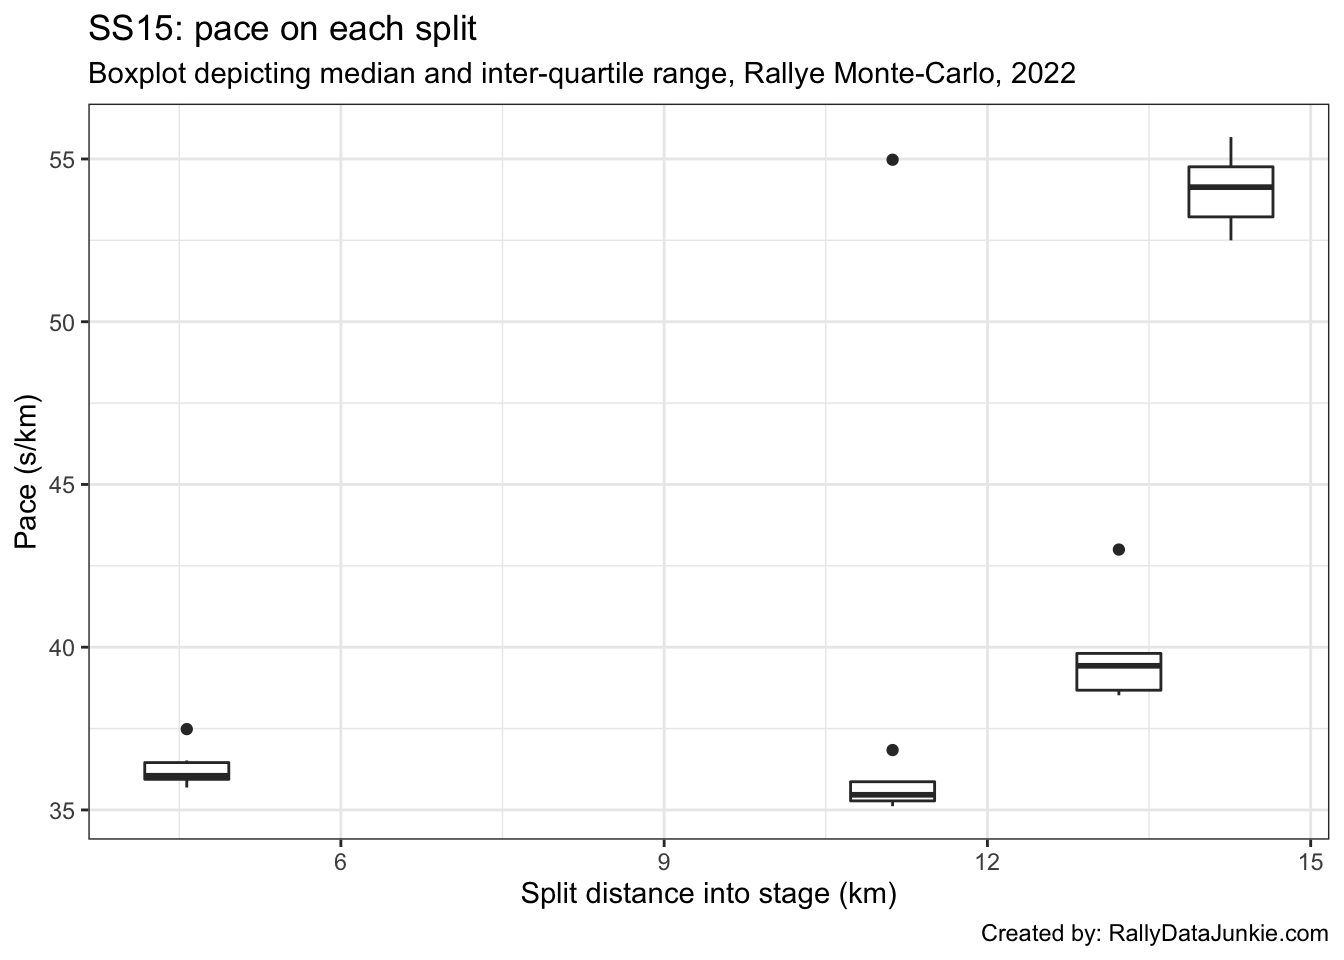 SS15: pace on each split
Boxplot depicting median and inter-quartile range, Rallye Monte-Carlo, 2022
55
50
45
40
35
Pace (s/km)
6 9 12 15
Split distance into stage (km)
Created by: RallyDataJunkie.com